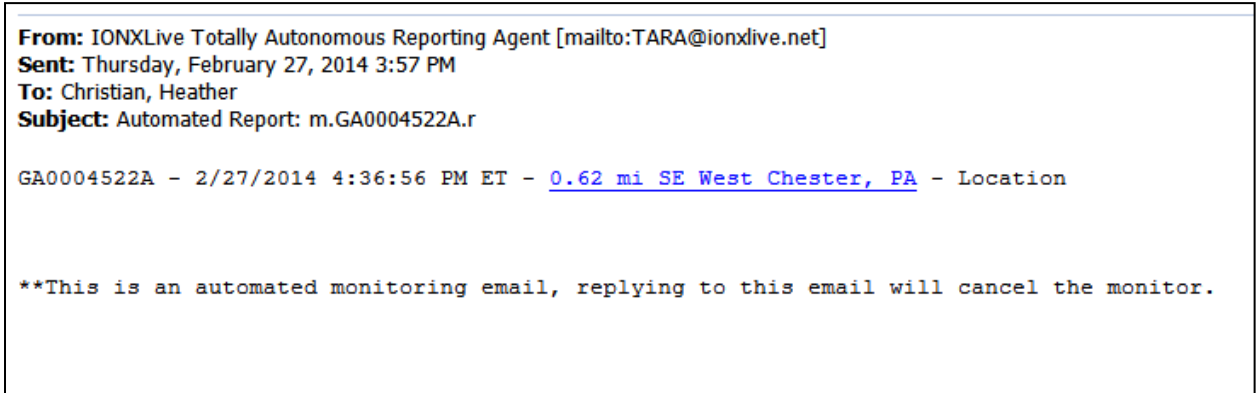 From: IONXLive Totally Autonomous Reporting Agent [mailto:TARA@ionxlive.net]
Sent: Thursday, February 27, 2014 3:57 PM
To: Christian, Heather
Subject: Automated Report: m.GA0004522A.r
GA0004522A - 2/27/2014 4:36:56 PM ET - 0.62 mi SE West Chester, PA - Location
**This is an automated monitoring email, replying to this email will cancel the monitor.